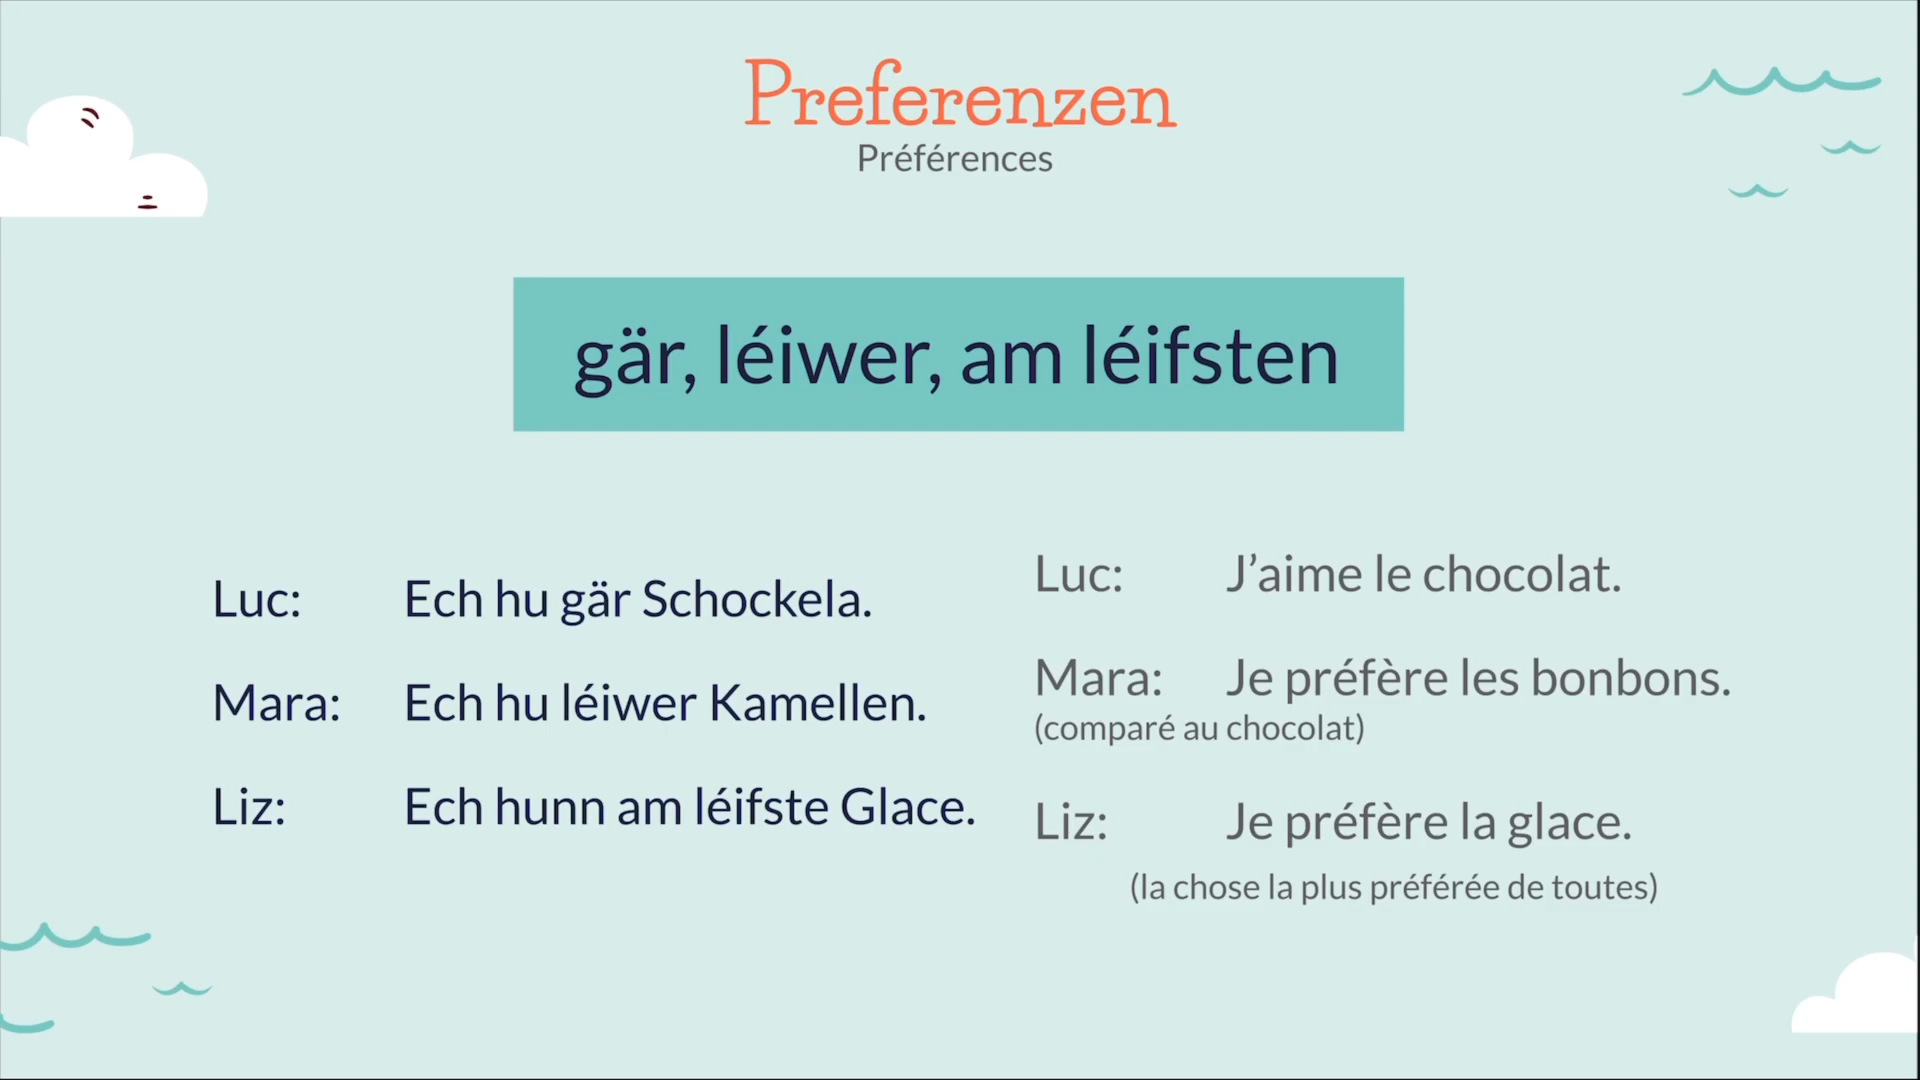 Preferenzen
Préférences
gär, léiwer, am léifsten
Luc: Ech hu gär Schockela.
Mara: Ech hu léiwer Kamellen.
Liz: Ech hunn am léifste Glace.
Luc: J’aime le chocolat.
Mara: Je préfère les bonbons.
(comparé au chocolat)
Liz: Je préfère la glace.
(la chose la plus préférée de toutes)